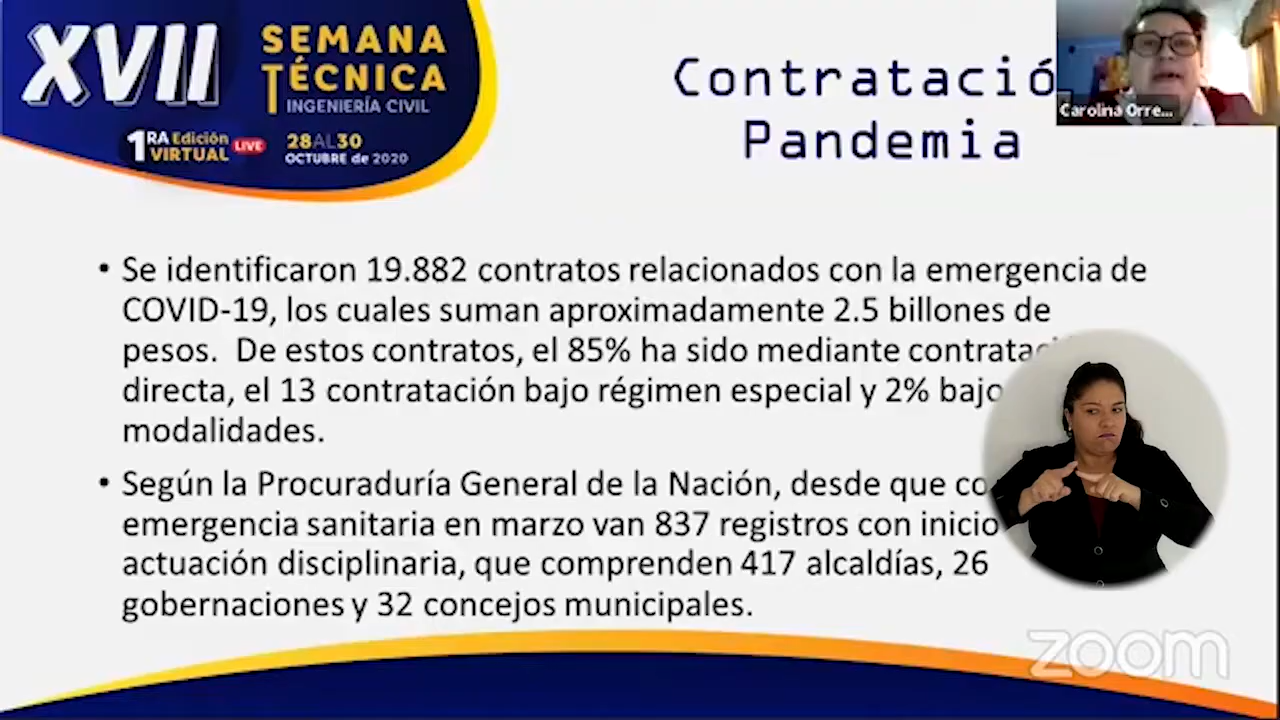 XVII
SEMANA
TÉCNICA
INGENIERÍA CIVIL
1RA Edición
VIRTUAL LIVE
28AL30
OCTUBRE de 2020
Contratació
Pandemia
Carolina Orre...
• Se identificaron 19.882 contratos relacionados con la emergencia de
COVID-19, los cuales suman aproximadamente 2.5 billones de
pesos. De estos contratos, el 85% ha sido mediante contratac
directa, el 13 contratación bajo régimen especial y 2% bajo
modalidades.
• Según la Procuraduría General de la Nación, desde que co
emergencia sanitaria en marzo van 837 registros con inicio
actuación disciplinaria, que comprenden 417 alcaldías, 26
gobernaciones y 32 concejos municipales.
zoom